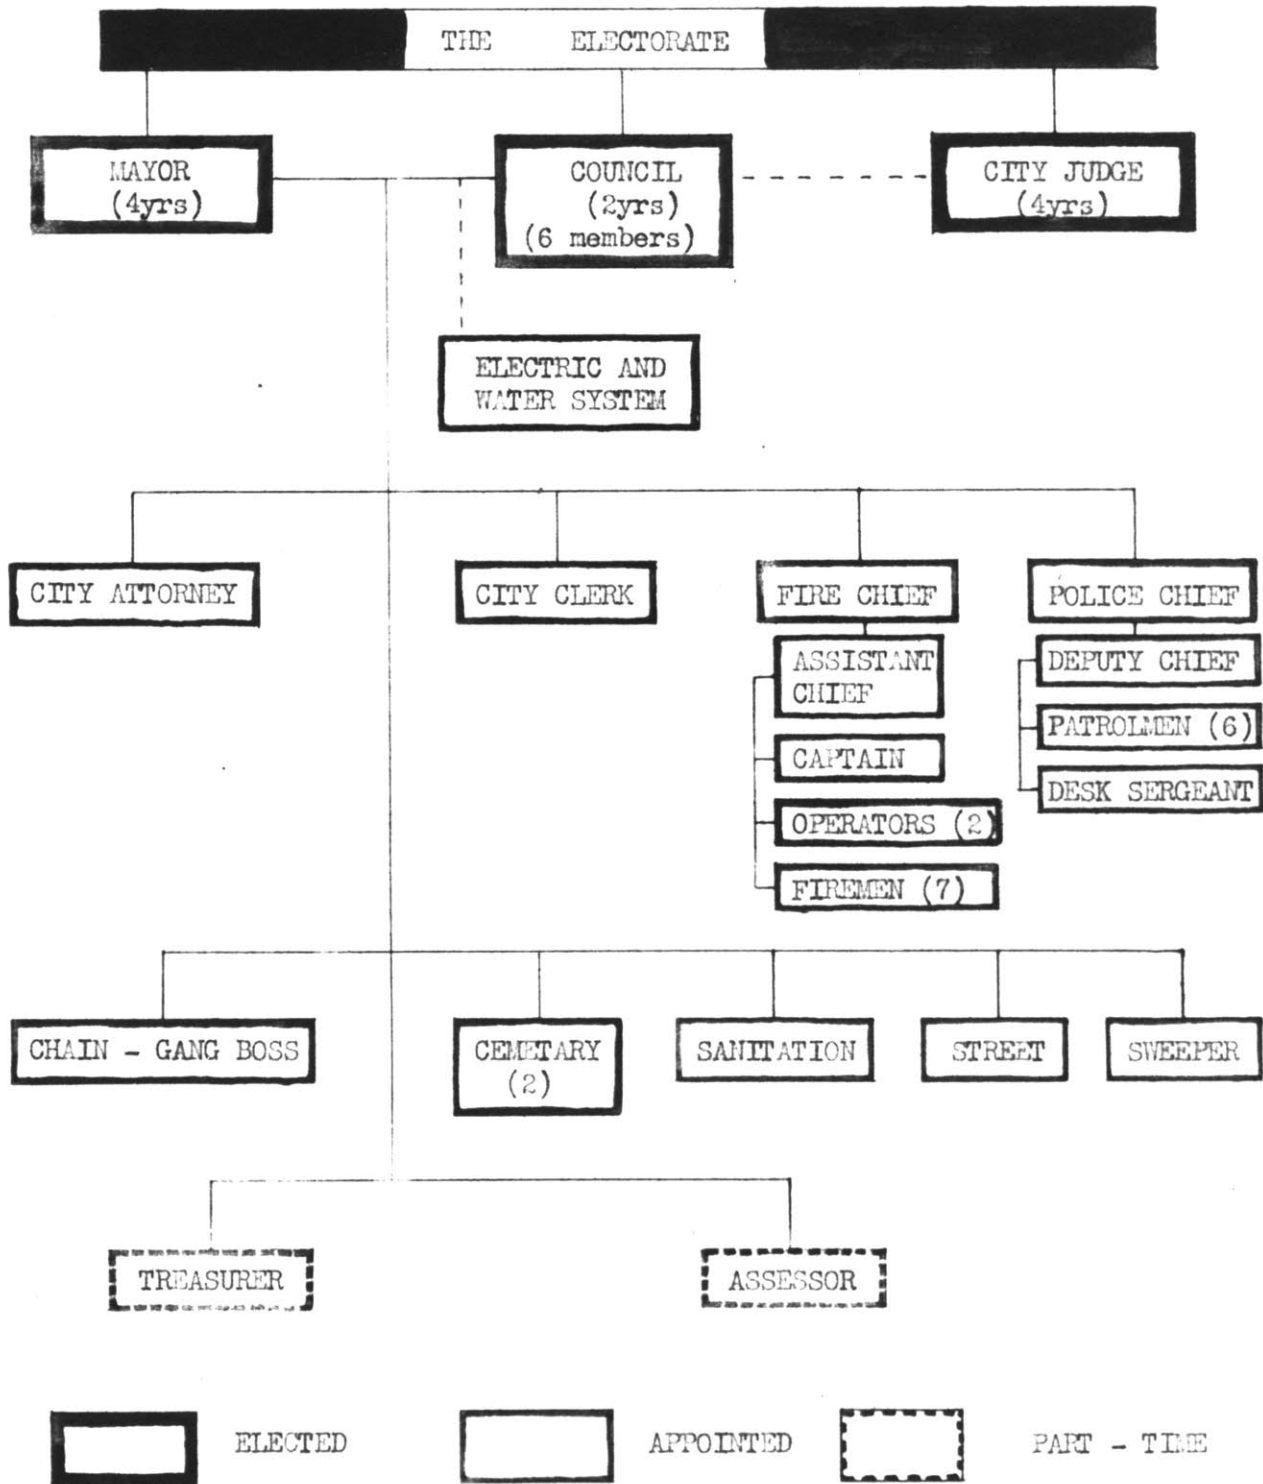 THE ELECTORATE
MAYOR
(4yrs)
COUNCIL
(2yrs)
(6 members)
CITY JUDGE
(4yrs)
ELECTRIC AND
WATER SYSTEM
CITY ATTORNEY
CITY CLERK
FIRE CHIEF
POLICE CHIEF
ASSISTANT
CHIEF
CAPTAIN
OPERATORS (2)
FIREMEN (7)
DEPUTY CHIEF
PATROLMEN (6)
DESK SERGEANT
CHAIN - GANG BOSS
CEMETARY
(2)
SANITATION
STREET
SWEEPER
TREASURER
ASSESSOR
ELECTED
APPOINTED
PART - TIME